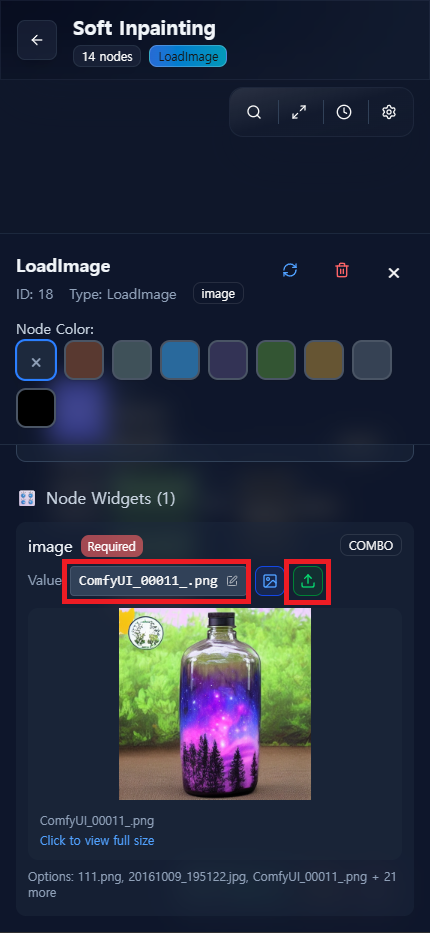 Soft Inpainting
14 nodes LoadImage
LoadImage
ID: 18 Type: LoadImage image
Node Color:
Node Widgets (1)
image Required COMBO
Value ComfyUI_00011_.png
ComfyUI_00011_.png
Click to view full size
Options: 111.png, 20161009_195122.jpg, ComfyUI_00011_.png + 21
more